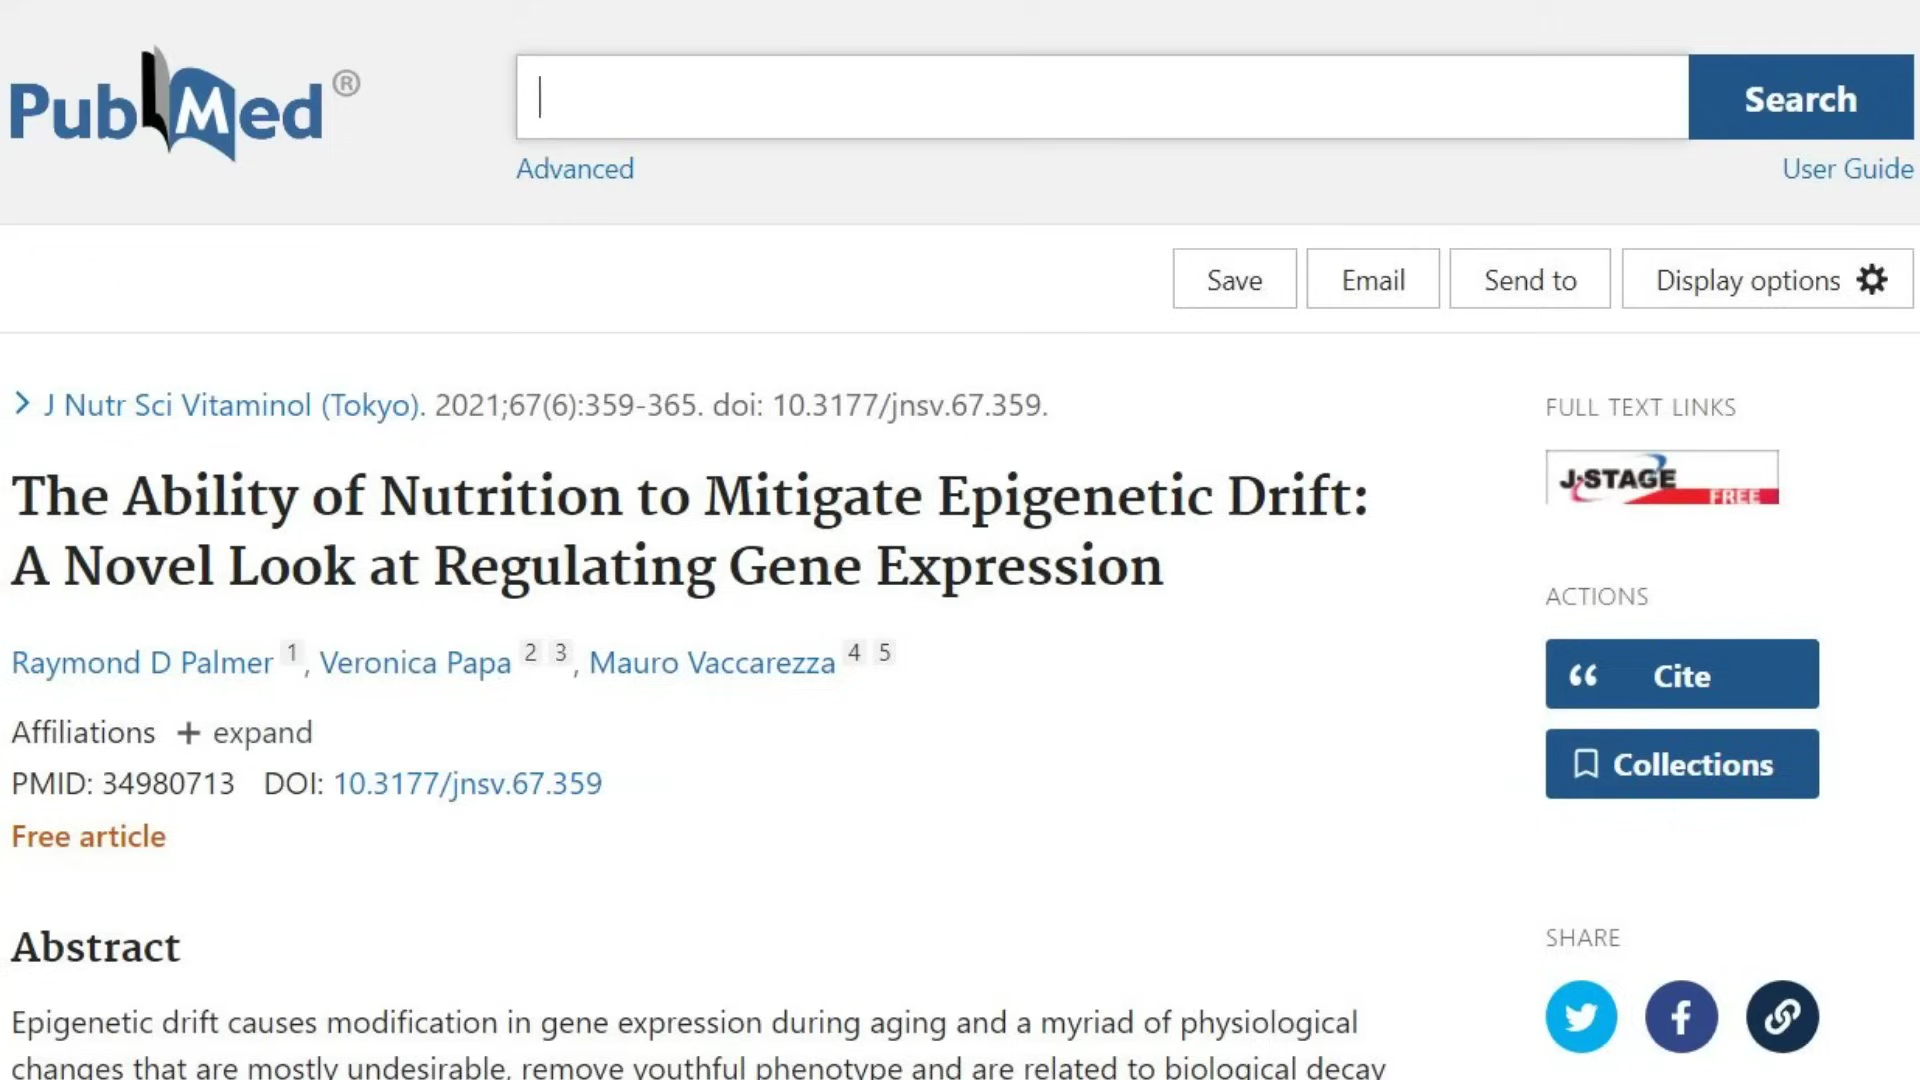 PubMed®
Search
Advanced
User Guide
Save
Email
Send to
Display options
J Nutr Sci Vitaminol (Tokyo). 2021;67(6):359-365. doi: 10.3177/jnsv.67.359.
The Ability of Nutrition to Mitigate Epigenetic Drift:
A Novel Look at Regulating Gene Expression
Raymond D Palmer 1, Veronica Papa 2 3, Mauro Vaccarezza 4 5
Affiliations + expand
PMID: 34980713 DOI: 10.3177/jnsv.67.359
Free article
Abstract
Epigenetic drift causes modification in gene expression during aging and a myriad of physiological
changes that are mostly undesirable, remove youthful phenotype and are related to biological decay
FULL TEXT LINKS
J-STAGE
FREE
ACTIONS
Cite
Collections
SHARE